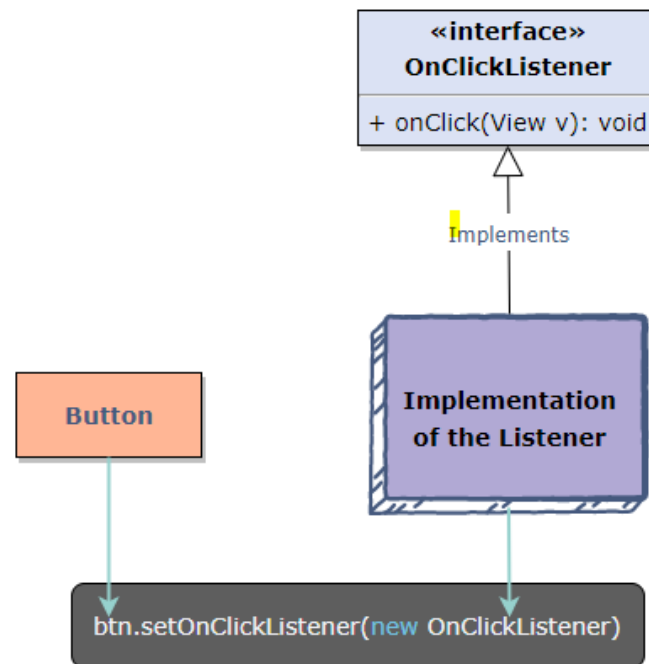 «interface»
OnClickListener
+ onClick(View v): void
Implements
Implementation
of the Listener
Button
btn.setOnClickListener(new OnClickListener)